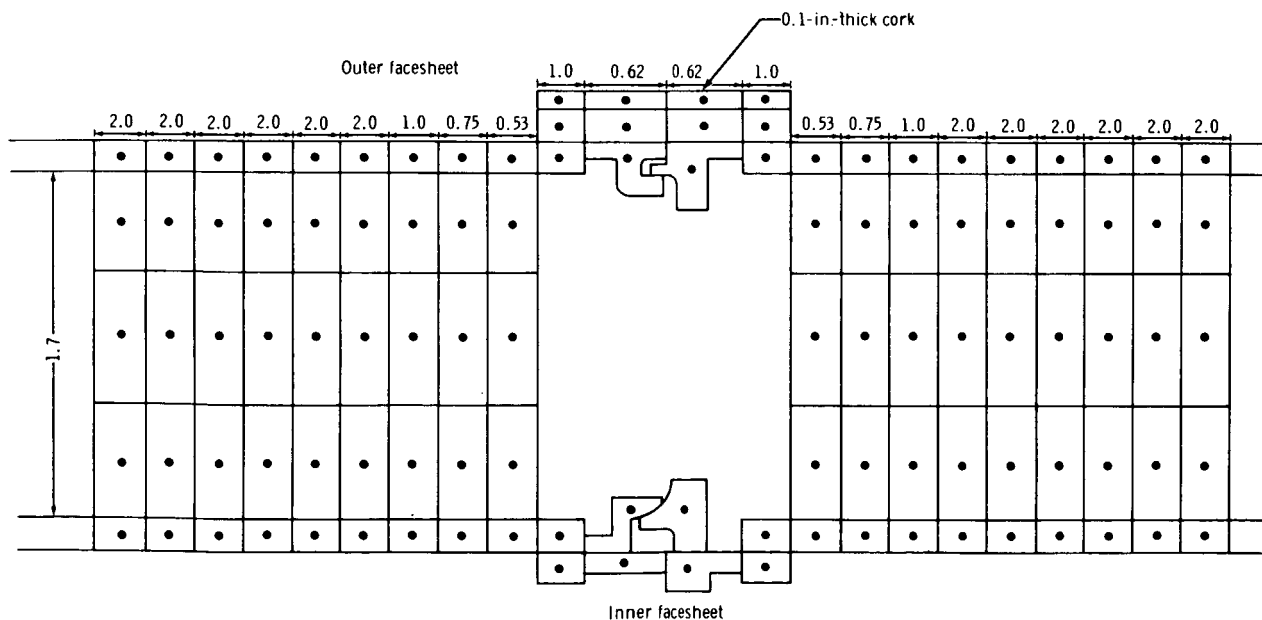 0.1-in.-thick cork
Outer facesheet
1.0 0.62 0.62 1.0
2.0 2.0 2.0 2.0 2.0 2.0 1.0 0.75 0.53
0.53 0.75 1.0 2.0 2.0 2.0 2.0 2.0 2.0
1.7
Inner facesheet